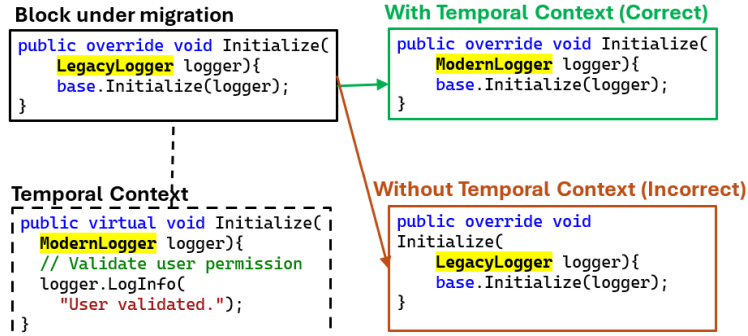 Block under migration
public override void Initialize(
LegacyLogger logger){
base.Initialize(logger);
}
With Temporal Context (Correct)
public override void Initialize(
ModernLogger logger){
base.Initialize(logger);
}
Temporal Context
public virtual void Initialize(
ModernLogger logger){
// Validate user permission
logger.LogInfo(
"User validated.");
}
Without Temporal Context (Incorrect)
public override void
Initialize(
LegacyLogger logger){
base.Initialize(logger);
}